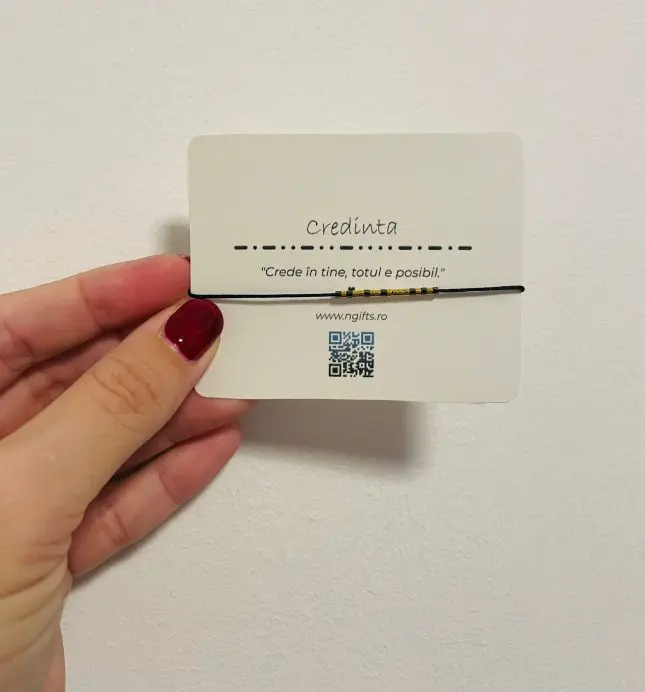 Credinta
"Crede în tine, totul e posibil."
www.ngifts.ro